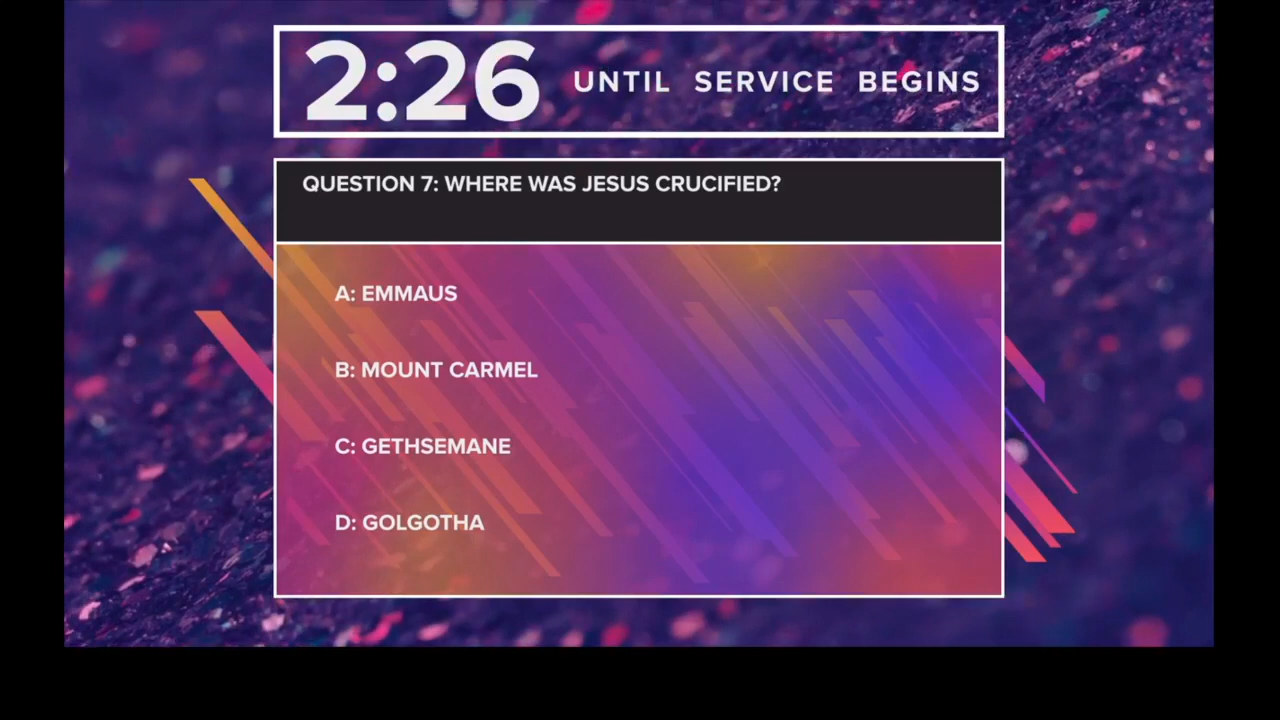 2:26 UNTIL SERVICE BEGINS
QUESTION 7: WHERE WAS JESUS CRUCIFIED?
A: EMMAUS
B: MOUNT CARMEL
C: GETHSEMANE
D: GOLGOTHA